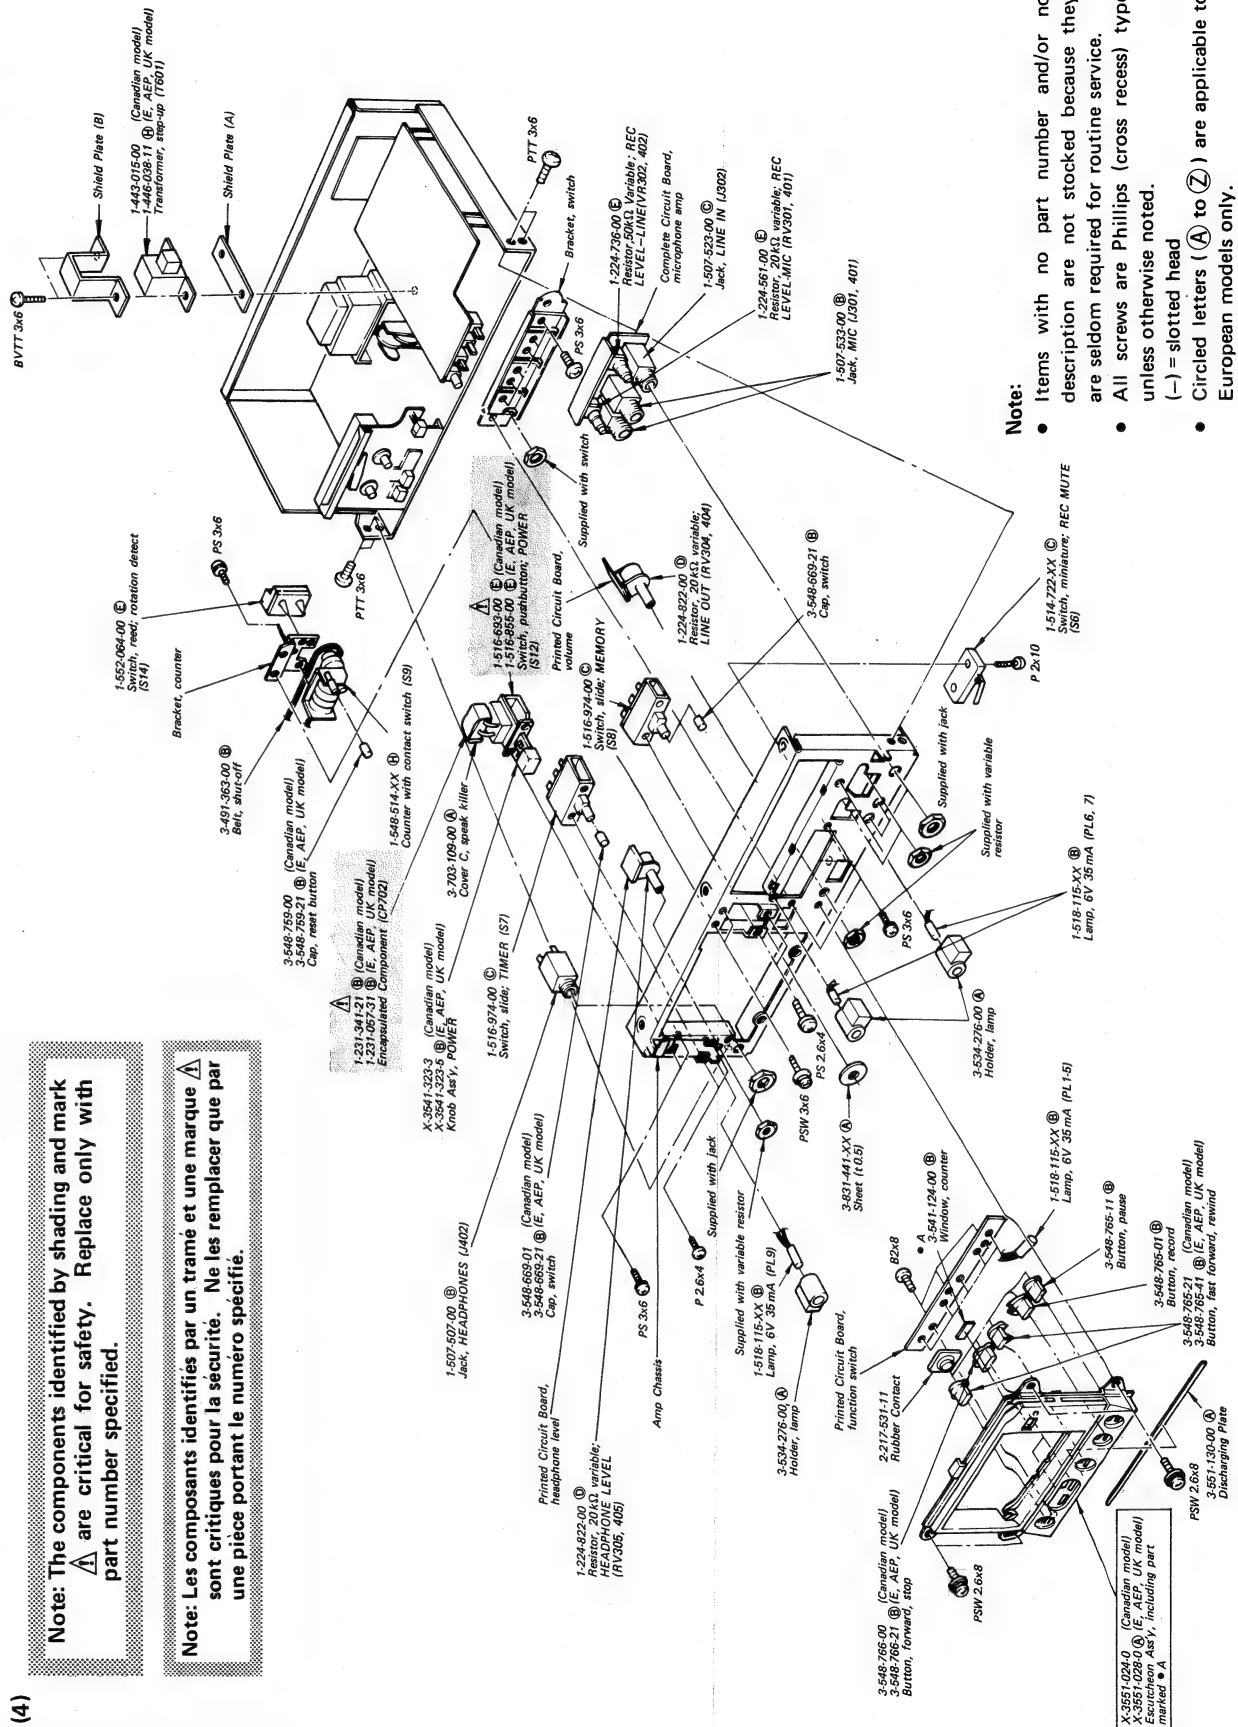 (4)
Note: The components identified by shading and mark
⚠ are critical for safety. Replace only with
part number specified.
Note: Les composants identifiés par un tramé et une marque ⚠
sont critiques pour la sécurité. Ne les remplacer que par
une pièce portant le numéro spécifié.
BVTT 3x6
Shield Plate (B)
1-443-015-00 (Canadian model)
1-446-038-11 Ⓗ (E, AEP, UK model)
Transformer, step-up (T601)
Shield Plate (A)
PTT 3x6
1-552-064-00 Ⓔ
Switch, reed; rotation detect
(S14)
PS 3x6
Bracket, counter
PTT 3x6
3-491-363-00 Ⓑ
Belt, shut-off
3-548-759-00 (Canadian model)
3-548-759-21 Ⓑ (E, AEP, UK model)
Cap, reset button
1-548-514-XX Ⓗ
Counter with contact switch (S9)
⚠
1-231-341-21 Ⓑ (Canadian model)
1-231-057-31 Ⓑ (E, AEP, UK model)
Encapsulated Component (CP702)
3-703-109-00 Ⓐ
Cover C, speak killer
⚠
1-516-693-00 Ⓔ (Canadian model)
1-516-855-00 Ⓔ (E, AEP, UK model)
Switch, pushbutton; POWER
(S12)
X-3541-323-3 (Canadian model)
X-3541-323-5 Ⓑ (E, AEP, UK model)
Knob Ass'y, POWER
1-516-974-00 Ⓒ
Switch, slide; TIMER (S7)
1-507-507-00 Ⓑ
Jack, HEADPHONES (J402)
3-548-669-01 (Canadian model)
3-548-669-21 Ⓑ (E, AEP, UK model)
Cap, switch
Printed Circuit Board,
headphone level
1-224-822-00 Ⓓ
Resistor, 20 kΩ variable;
HEADPHONE LEVEL
(RV305, 405)
Bracket, switch
PS 3x6
Supplied with switch
1-224-736-00 Ⓔ
Resistor, 50kΩ Variable; REC
LEVEL–LINE(VR302, 402)
Complete Circuit Board,
microphone amp
1-507-523-00 Ⓒ
Jack, LINE IN (J302)
1-224-561-00 Ⓔ
Resistor, 20 kΩ variable; REC
LEVEL-MIC (RV301, 401)
1-507-533-00 Ⓑ
Jack, MIC (J301, 401)
Printed Circuit Board,
volume
1-224-822-00 Ⓓ
Resistor, 20 kΩ variable;
LINE OUT (RV304, 404)
1-516-974-00 Ⓒ
Switch, slide; MEMORY
(S8)
3-548-669-21 Ⓑ
Cap, switch
1-514-722-XX Ⓒ
Switch, miniature; REC MUTE
(S6)
P 2x10
Supplied with jack
Supplied with variable
resistor
PS 3x6
1-518-115-XX Ⓑ
Lamp, 6V 35 mA (PL6, 7)
3-534-276-00 Ⓐ
Holder, lamp
PS 2.6x4
PSW 3x6
3-831-441-XX Ⓐ
Sheet (t 0.5)
Amp Chassis
PS 3x6
P 2.6x4
Supplied with jack
Supplied with variable resistor
1-518-115-XX Ⓑ
Lamp, 6V 35mA (PL9)
3-534-276-00 Ⓐ
Holder, lamp
Printed Circuit Board,
function switch
B2x8
● A
3-541-124-00 Ⓑ
Window, counter
1-518-115-XX Ⓑ
Lamp, 6V 35 mA (PL1-5)
3-548-765-11 Ⓑ
Button, pause
3-548-765-01 Ⓑ
Button, record
3-548-765-21 (Canadian model)
3-548-765-41 Ⓑ (E, AEP, UK model)
Button, fast forward, rewind
2-217-531-11
Rubber Contact
3-548-766-00 (Canadian model)
3-548-766-21 Ⓑ (E, AEP, UK model)
Button, forward, stop
PSW 2.6x8
PSW 2.6x8
3-551-130-00 Ⓐ
Discharging Plate
X-3551-024-0 (Canadian model)
X-3551-028-0 Ⓐ (E, AEP, UK model)
Escutcheon Ass'y, including part
marked ● A
Note:
● Items with no part number and/or no
description are not stocked because they
are seldom required for routine service.
● All screws are Phillips (cross recess) type
unless otherwise noted.
(–) = slotted head
● Circled letters (Ⓐ to Ⓩ) are applicable to
European models only.